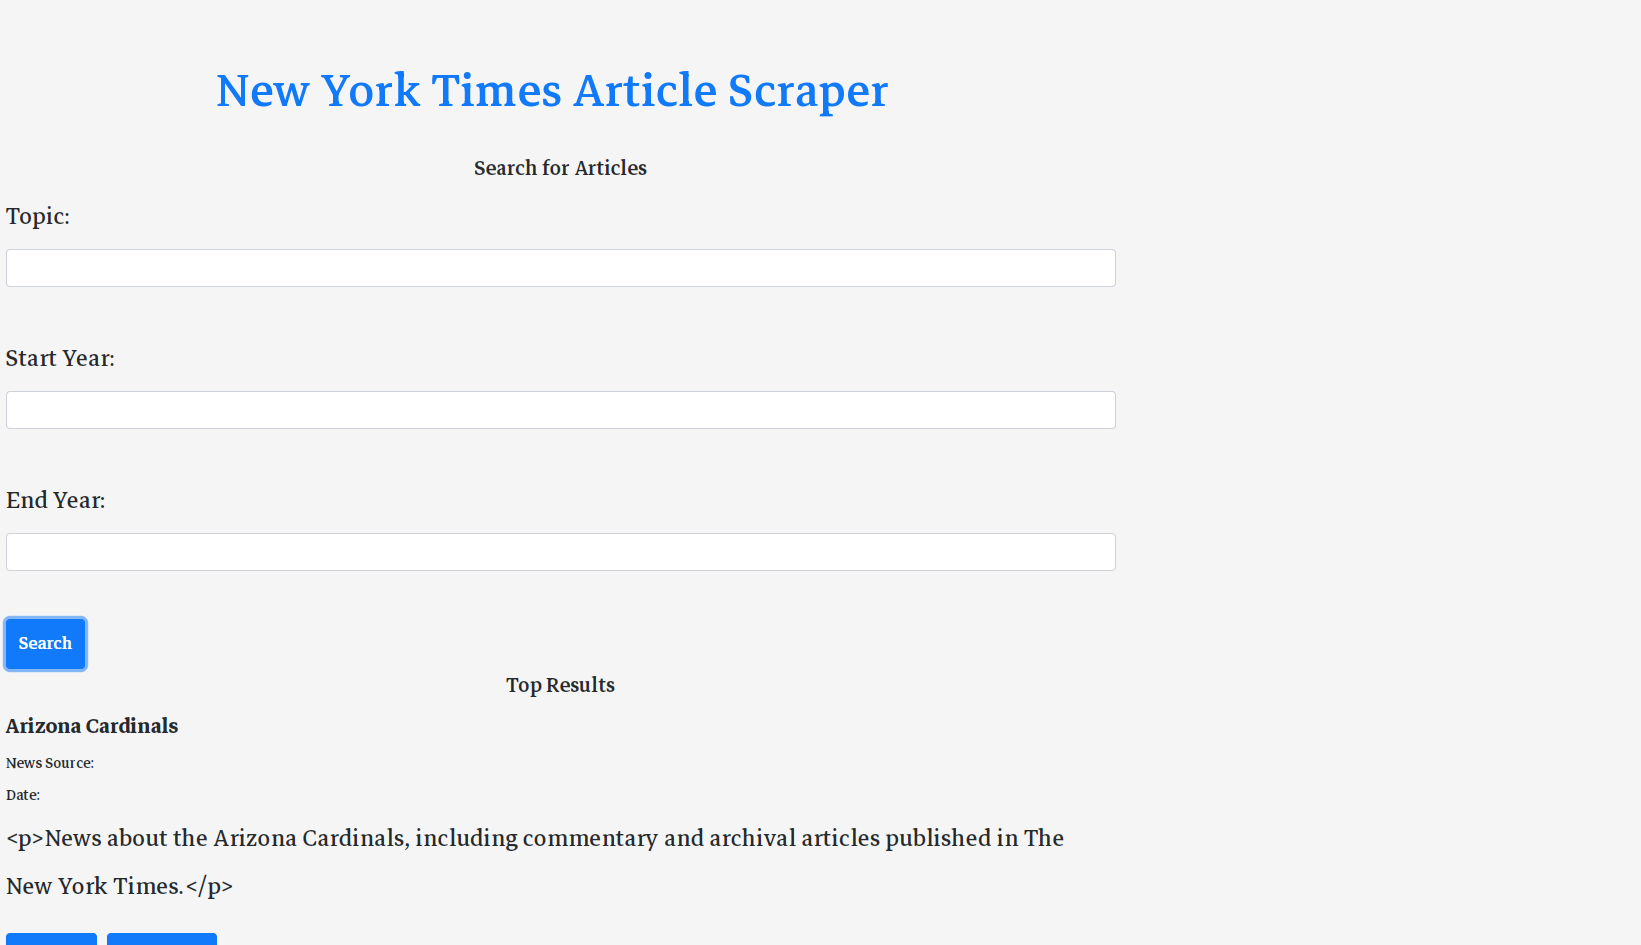 New York Times Article Scraper
Search for Articles
Topic:
Start Year:
End Year:
Search
Top Results
Arizona Cardinals
News Source:
Date:
<p>News about the Arizona Cardinals, including commentary and archival articles published in The
New York Times.</p>